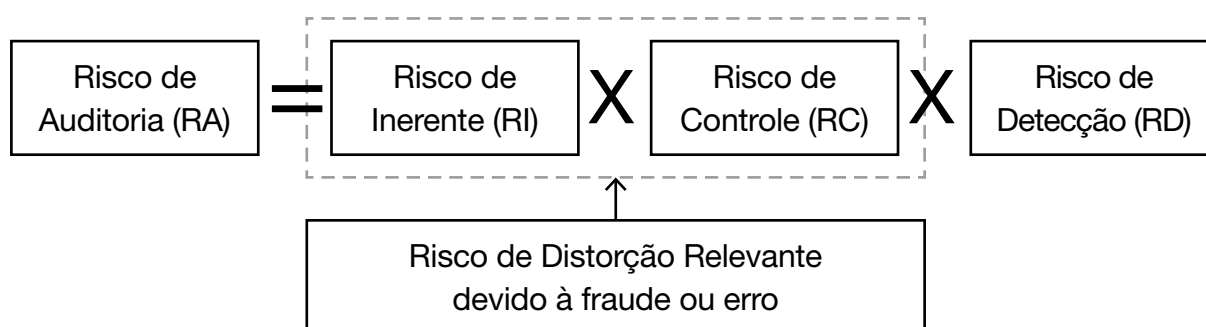 Risco de
Auditoria (RA)
=
Risco de
Inerente (RI)
X
Risco de
Controle (RC)
X
Risco de
Detecção (RD)
Risco de Distorção Relevante
devido à fraude ou erro